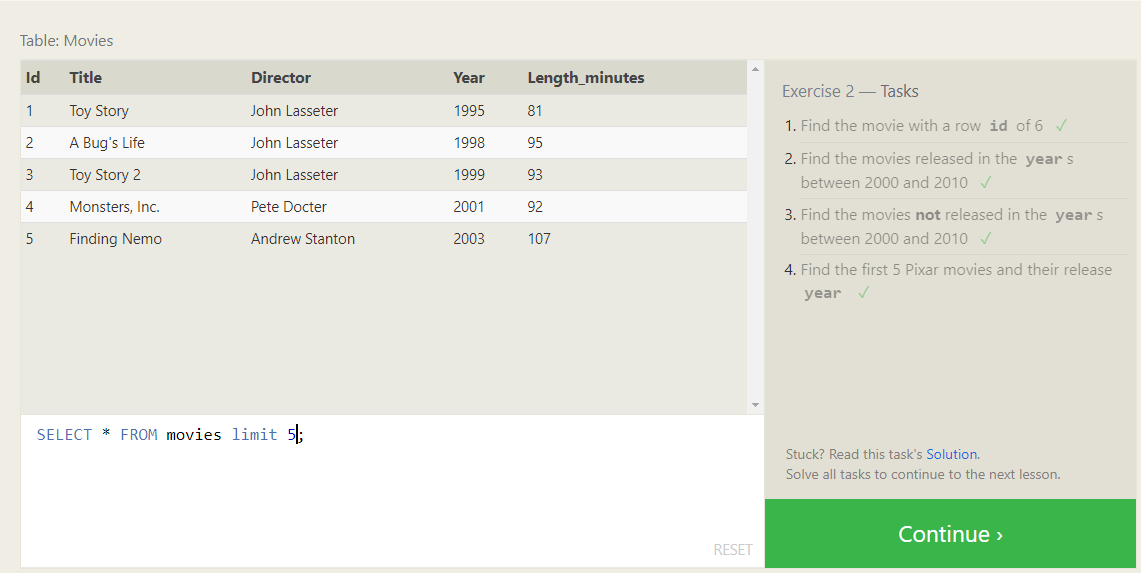 Table: Movies
Id Title Director Year Length_minutes
1 Toy Story John Lasseter 1995 81
2 A Bug's Life John Lasseter 1998 95
3 Toy Story 2 John Lasseter 1999 93
4 Monsters, Inc. Pete Docter 2001 92
5 Finding Nemo Andrew Stanton 2003 107
SELECT * FROM movies limit 5;
RESET
Exercise 2 — Tasks
1. Find the movie with a row id of 6 ✓
2. Find the movies released in the year s
between 2000 and 2010 ✓
3. Find the movies not released in the year s
between 2000 and 2010 ✓
4. Find the first 5 Pixar movies and their release
year ✓
Stuck? Read this task's Solution.
Solve all tasks to continue to the next lesson.
Continue ›